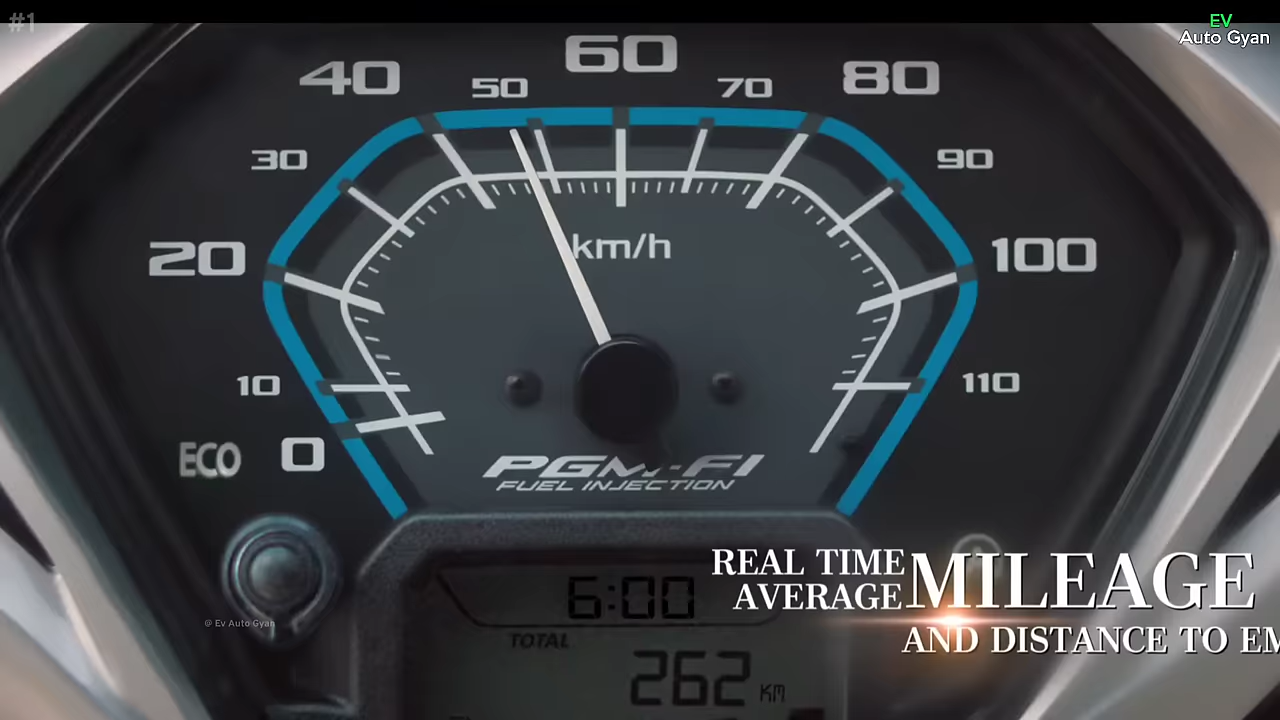 #1
EV
Auto Gyan
60
40
80
50
70
30
90
20
100
km/h
10
110
ECO
0
PGM-FI
FUEL INJECTION
REAL TIME
AVERAGE
MILEAGE
AND DISTANCE TO
6:00
@ Ev Auto Gyan
TOTAL
262 KM